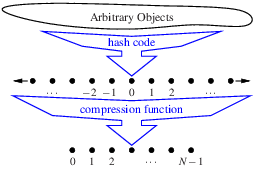 Arbitrary Objects
hash code
... −2 −1 0 1 2 ...
compression function
0 1 2 ... N−1